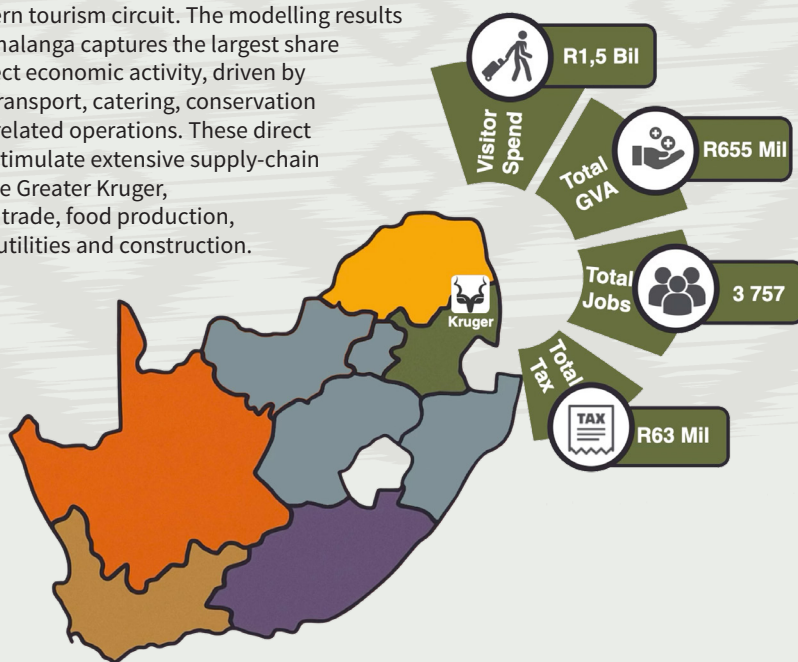 ern tourism circuit. The modelling results
nalanga captures the largest share
ect economic activity, driven by
ransport, catering, conservation
related operations. These direct
timulate extensive supply-chain
e Greater Kruger,
trade, food production,
utilities and construction.
Visitor
Spend
R1,5 Bil
Total
GVA
R655 Mil
Total
Jobs
3 757
Total
Tax
TAX
R63 Mil
Kruger